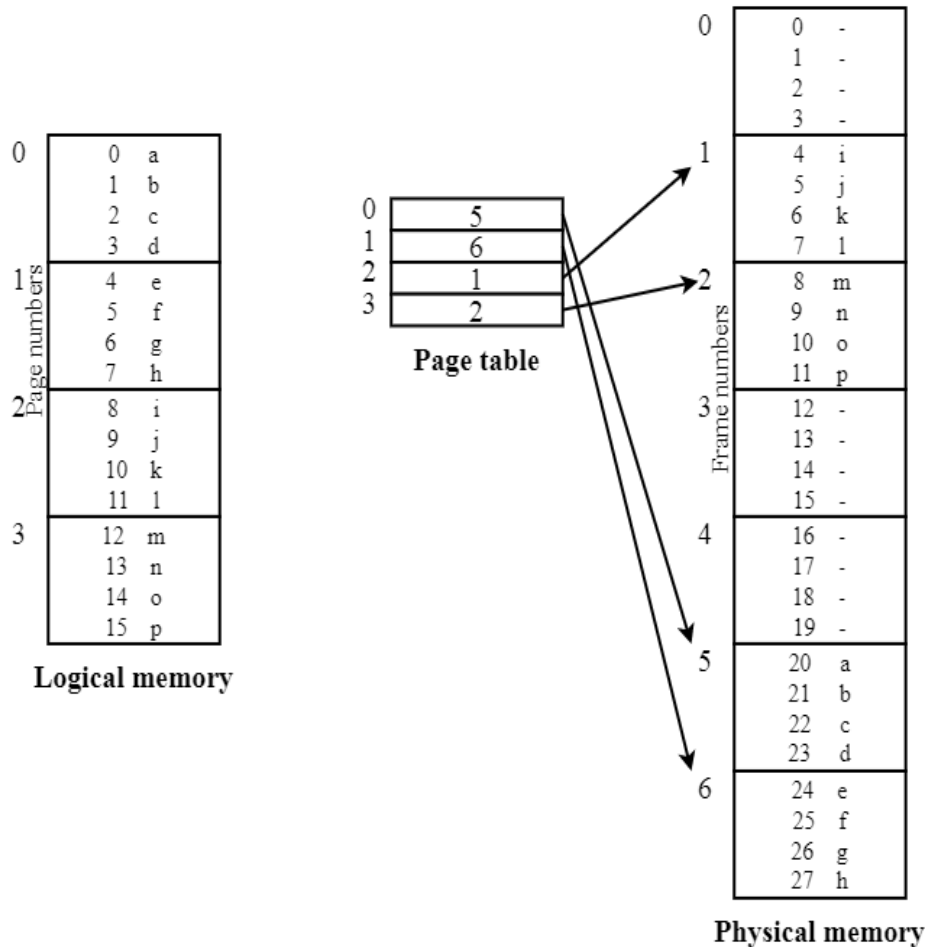 0
0 a
1 b
2 c
3 d
1
4 e
5 f
6 g
7 h
2
8 i
9 j
10 k
11 l
3
12 m
13 n
14 o
15 p
Page numbers
Logical memory
0 5
1 6
2 1
3 2
Page table
0
0 -
1 -
2 -
3 -
1
4 i
5 j
6 k
7 l
2
8 m
9 n
10 o
11 p
3
12 -
13 -
14 -
15 -
4
16 -
17 -
18 -
19 -
5
20 a
21 b
22 c
23 d
6
24 e
25 f
26 g
27 h
Frame numbers
Physical memory